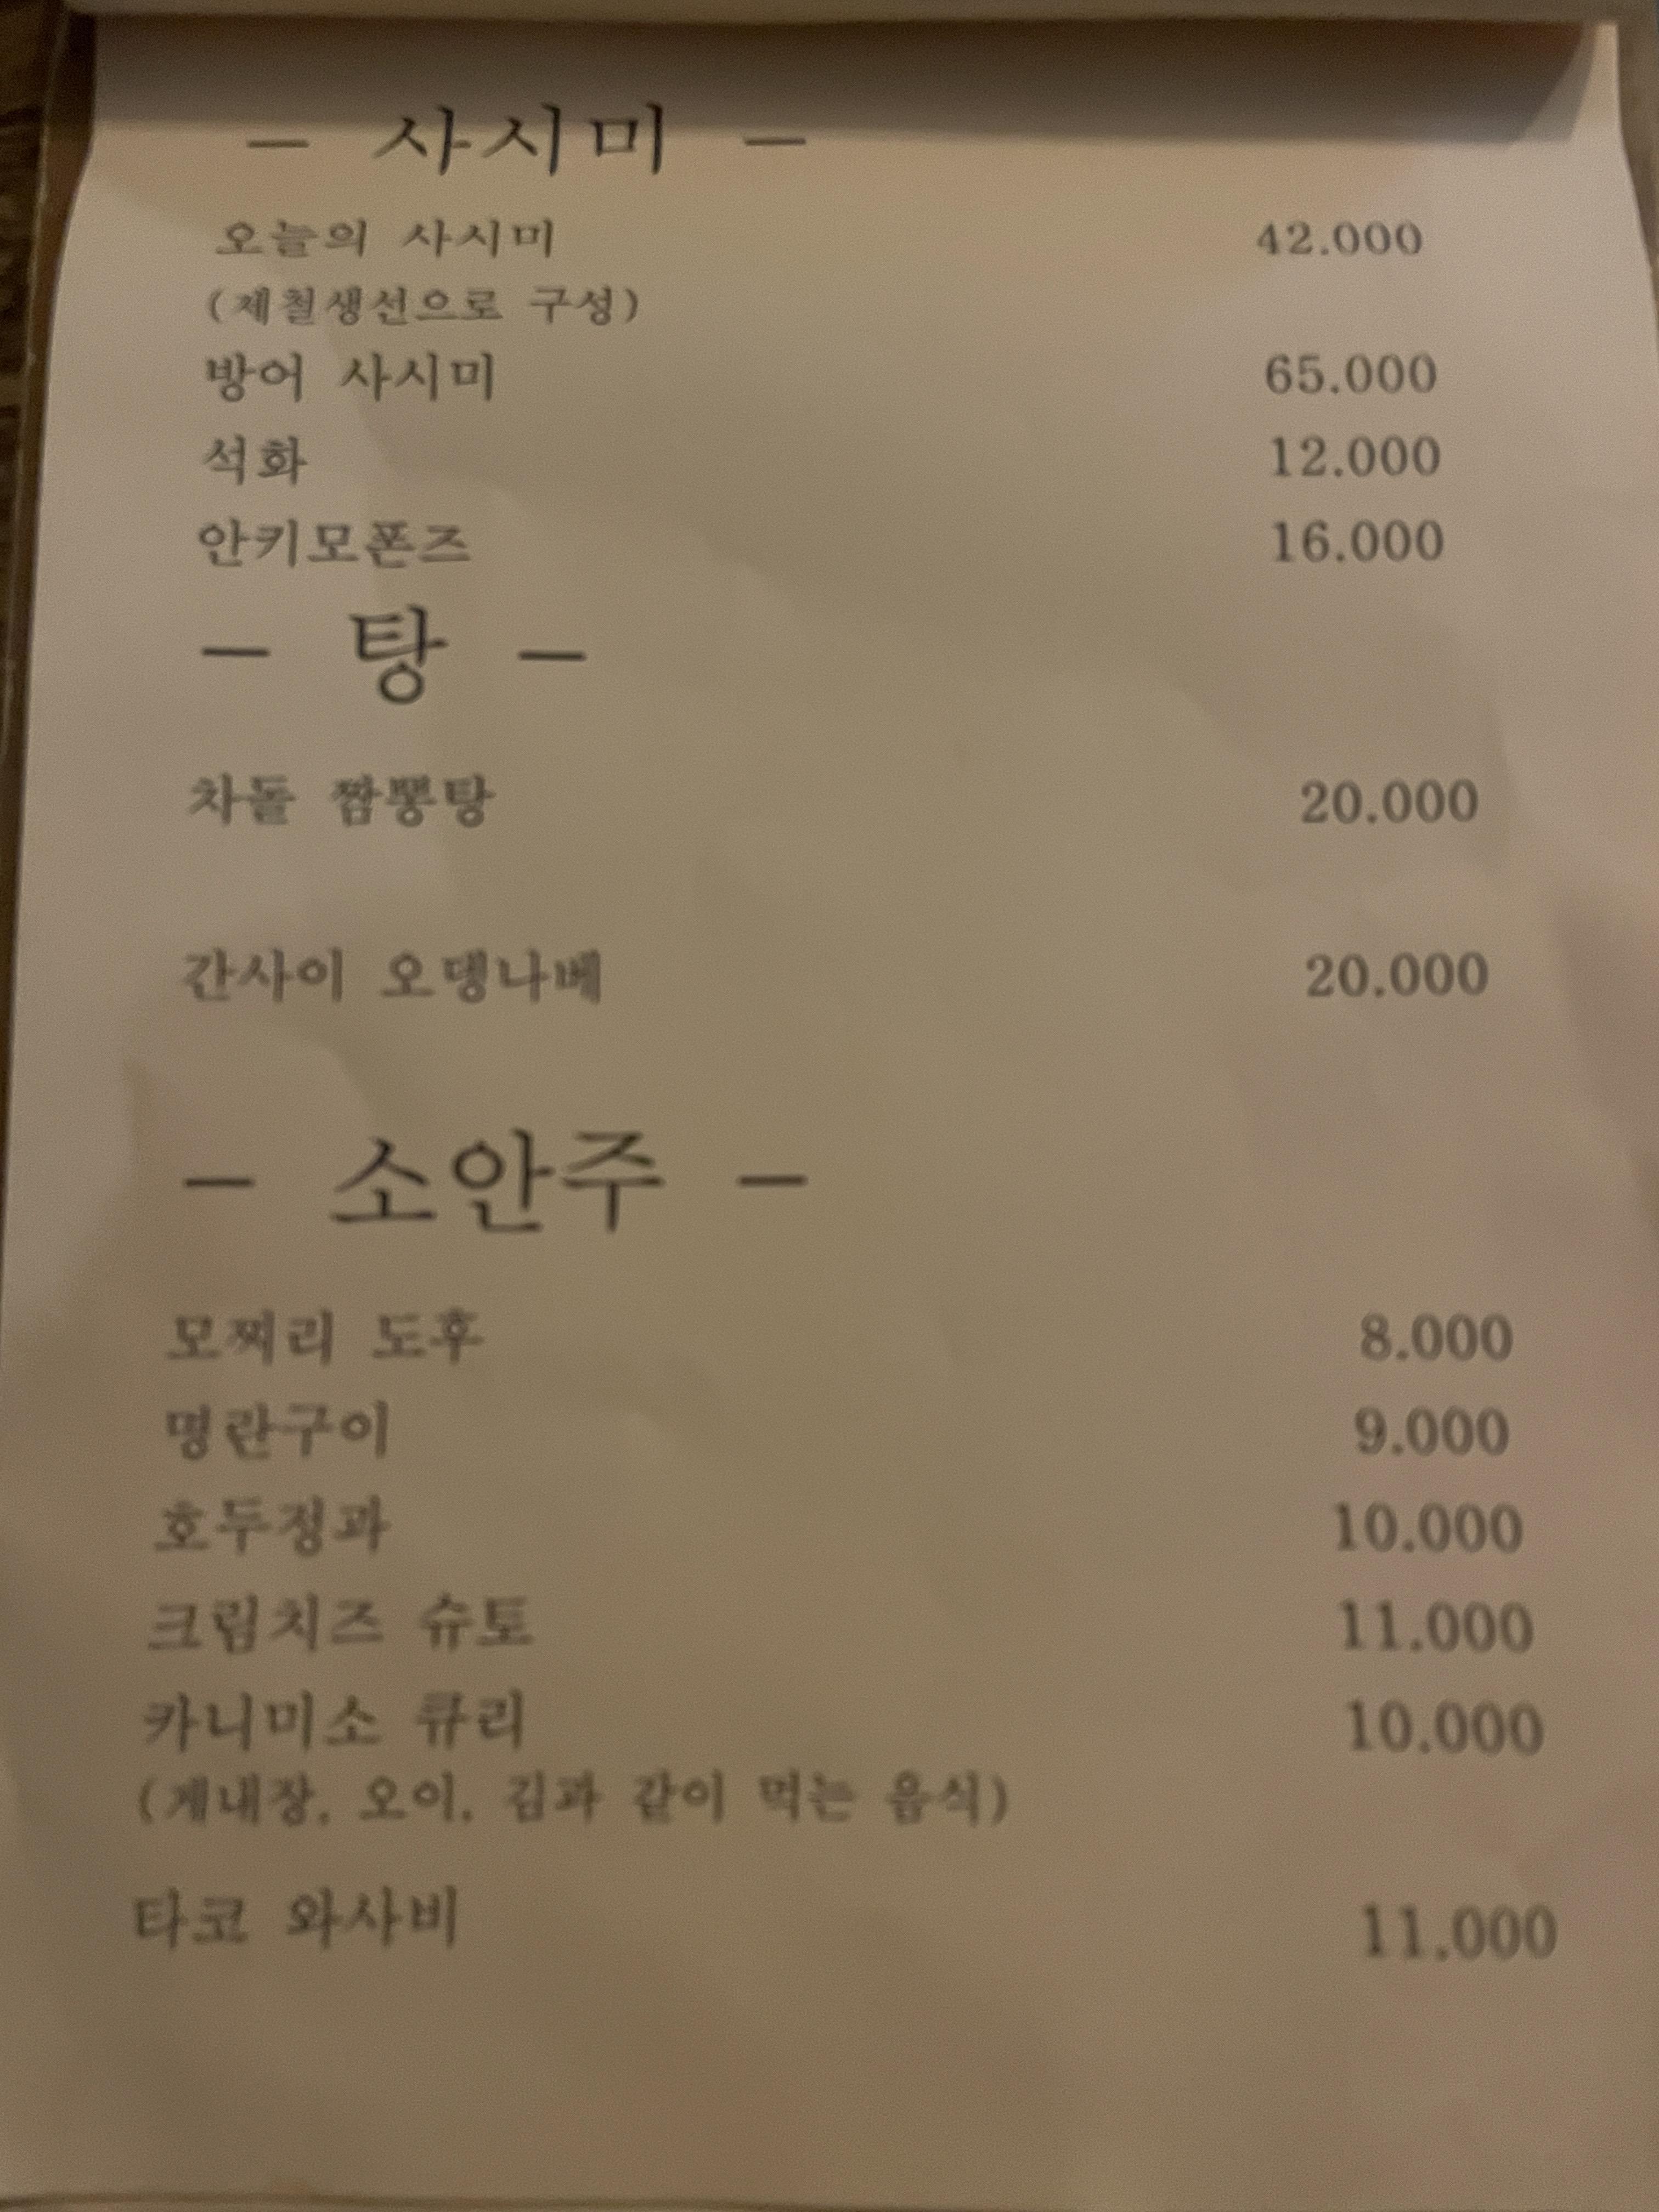 — 사시미 —
오늘의 사시미 42.000
(제철생선으로 구성)
방어 사시미 65.000
석화 12.000
안키모폰즈 16.000
— 탕 —
차돌 짬뽕탕 20.000
간사이 오뎅나베 20.000
— 소안주 —
모찌리 도후 8.000
명란구이 9.000
호두정과 10.000
크림치즈 슈토 11.000
카니미소 큐리 10.000
(게내장, 오이, 김과 같이 먹는 음식)
타코 와사비 11.000